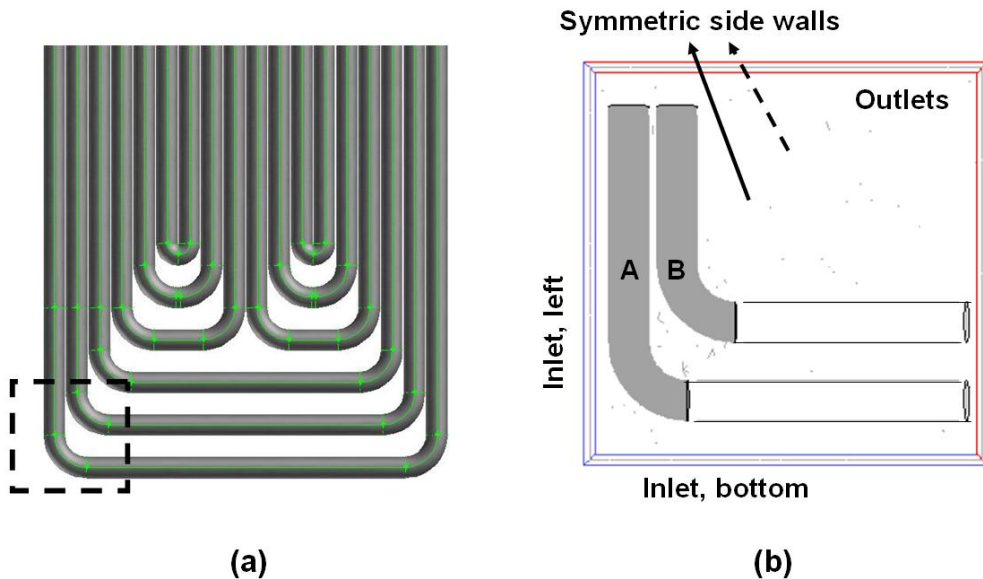 Symmetric side walls
Outlets
A
B
Inlet, left
Inlet, bottom
(a)
(b)